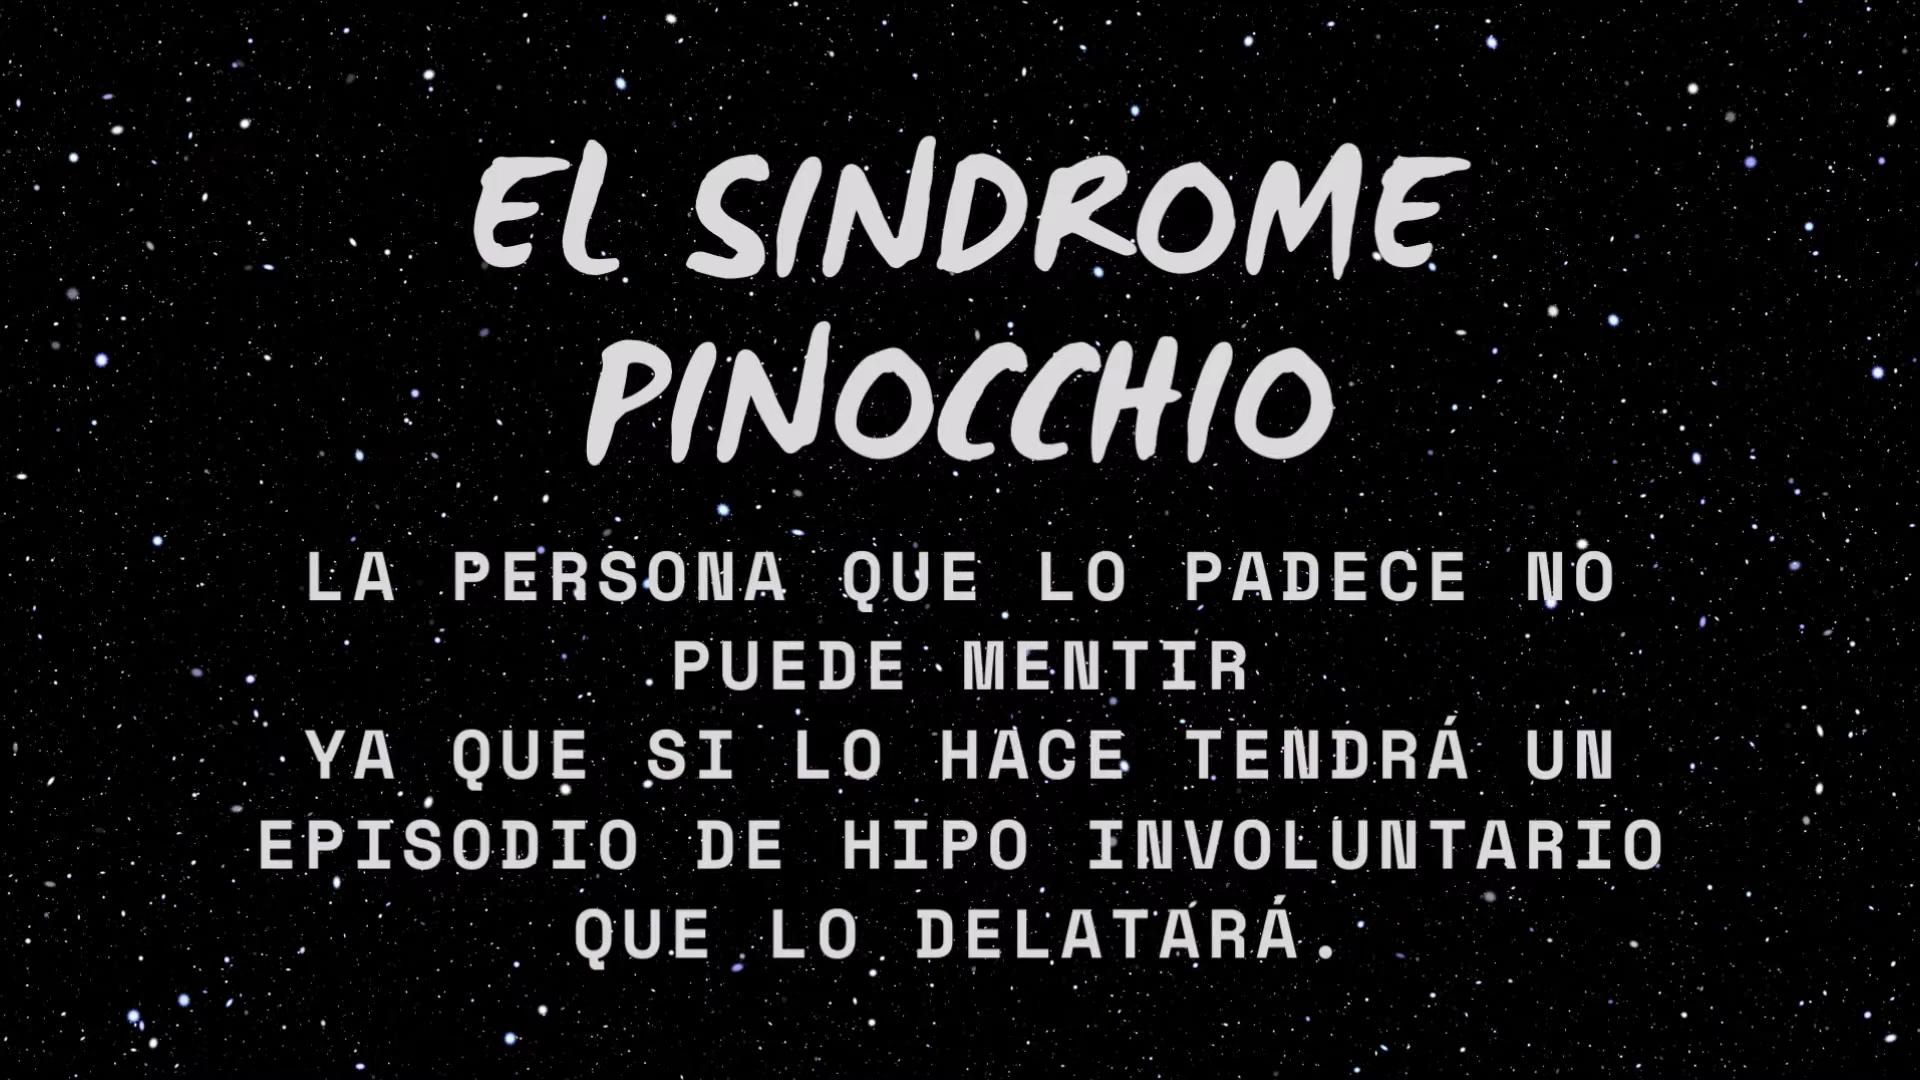 EL SINDROME
PINOCCHIO
LA PERSONA QUE LO PADECE NO
PUEDE MENTIR
YA QUE SI LO HACE TENDRÁ UN
EPISODIO DE HIPO INVOLUNTARIO
QUE LO DELATARÁ.